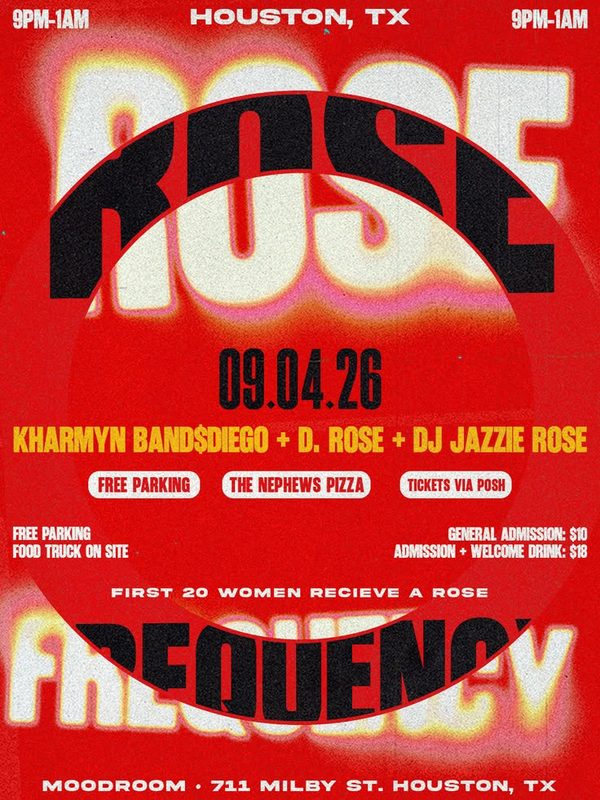 9PM-1AM
HOUSTON, TX
9PM-1AM
ROSE
ROSE
09.04.26
KHARMYN BAND$DIEGO + D. ROSE + DJ JAZZIE ROSE
FREE PARKING
THE NEPHEWS PIZZA
TICKETS VIA POSH
FREE PARKING
FOOD TRUCK ON SITE
GENERAL ADMISSION: $10
ADMISSION + WELCOME DRINK: $18
FIRST 20 WOMEN RECIEVE A ROSE
FREQUENCY
FREQUENCY
MOODROOM · 711 MILBY ST. HOUSTON, TX